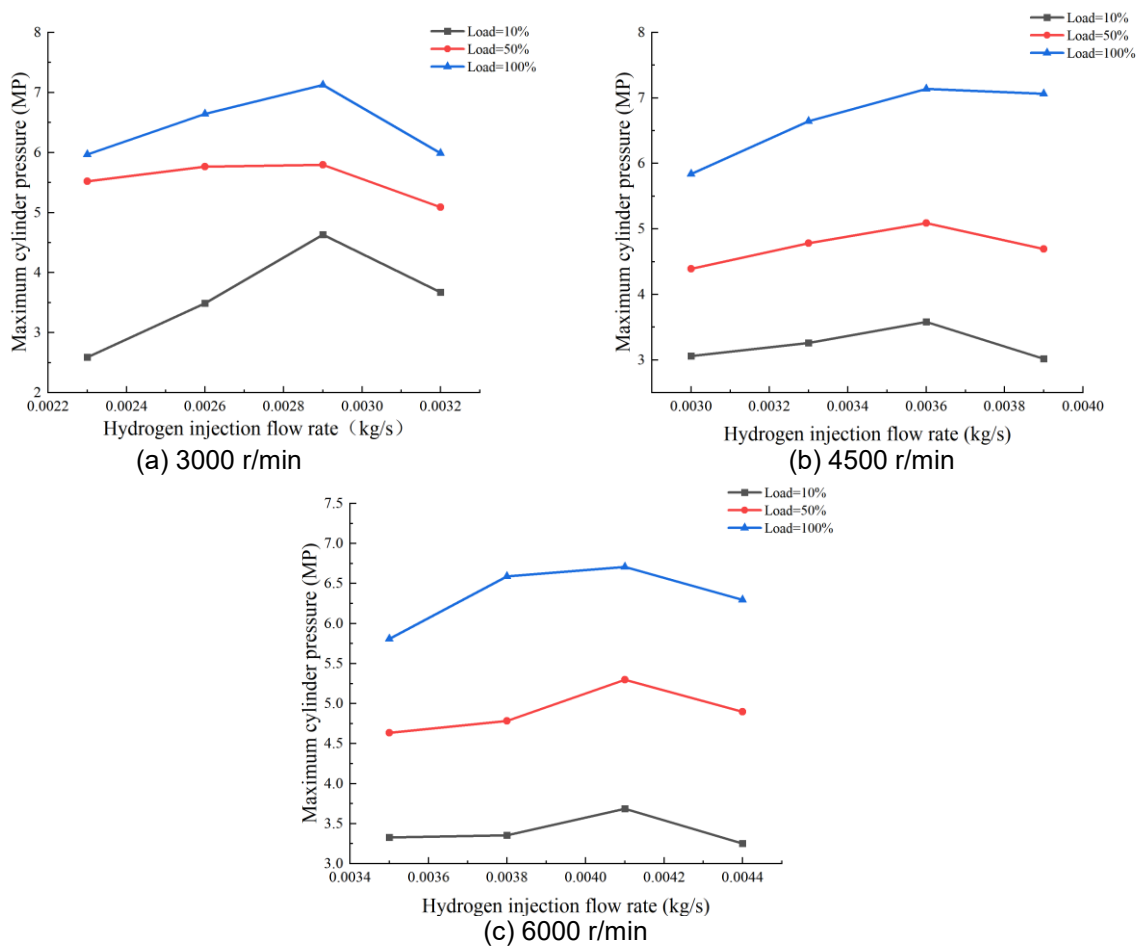 Load=10%
Load=50%
Load=100%
8
7
6
5
4
3
2
Maximum cylinder pressure (MP)
0.0022 0.0024 0.0026 0.0028 0.0030 0.0032
Hydrogen injection flow rate（kg/s）
(a) 3000 r/min
Load=10%
Load=50%
Load=100%
8
7
6
5
4
3
Maximum cylinder pressure (MP)
0.0030 0.0032 0.0034 0.0036 0.0038 0.0040
Hydrogen injection flow rate (kg/s)
(b) 4500 r/min
Load=10%
Load=50%
Load=100%
7.5
7.0
6.5
6.0
5.5
5.0
4.5
4.0
3.5
3.0
Maximum cylinder pressure (MP)
0.0034 0.0036 0.0038 0.0040 0.0042 0.0044
Hydrogen injection flow rate (kg/s)
(c) 6000 r/min